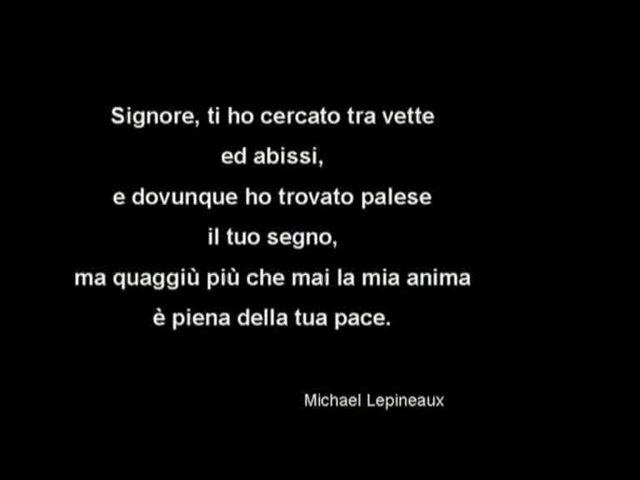 Signore, ti ho cercato tra vette
ed abissi,
e dovunque ho trovato palese
il tuo segno,
ma quaggiù più che mai la mia anima
è piena della tua pace.
Michael Lepineaux